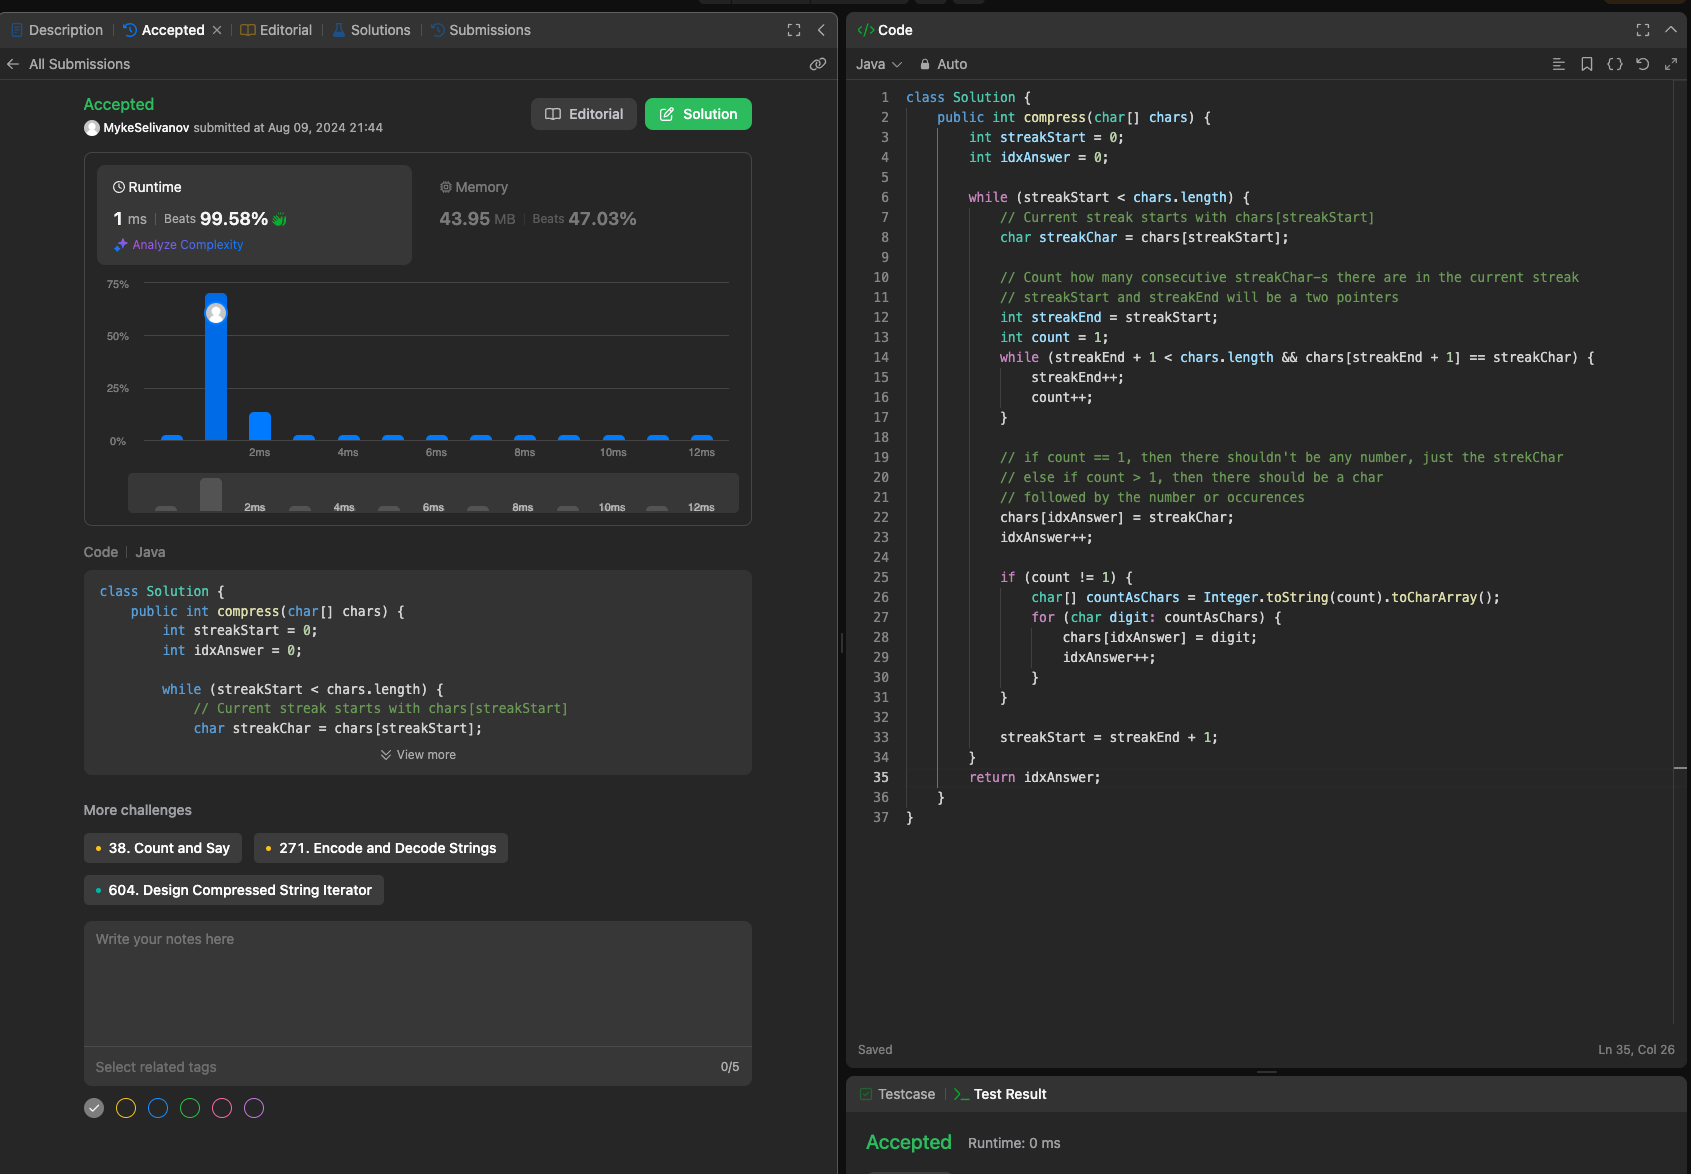 Description
Accepted
Editorial
Solutions
Submissions
All Submissions
Accepted
MykeSelivanov submitted at Aug 09, 2024 21:44
Editorial
Solution
Runtime
1 ms | Beats 99.58%
Analyze Complexity
Memory
43.95 MB | Beats 47.03%
75%
50%
25%
0%
2ms 4ms 6ms 8ms 10ms 12ms
2ms 4ms 6ms 8ms 10ms 12ms
Code | Java
class Solution {
    public int compress(char[] chars) {
        int streakStart = 0;
        int idxAnswer = 0;
        while (streakStart < chars.length) {
            // Current streak starts with chars[streakStart]
            char streakChar = chars[streakStart];
View more
More challenges
38. Count and Say
271. Encode and Decode Strings
604. Design Compressed String Iterator
Write your notes here
Select related tags
0/5
</> Code
Java
Auto
1 class Solution {
2     public int compress(char[] chars) {
3         int streakStart = 0;
4         int idxAnswer = 0;
5
6         while (streakStart < chars.length) {
7             // Current streak starts with chars[streakStart]
8             char streakChar = chars[streakStart];
9
10             // Count how many consecutive streakChar-s there are in the current streak
11             // streakStart and streakEnd will be a two pointers
12             int streakEnd = streakStart;
13             int count = 1;
14             while (streakEnd + 1 < chars.length && chars[streakEnd + 1] == streakChar) {
15                 streakEnd++;
16                 count++;
17             }
18
19             // if count == 1, then there shouldn't be any number, just the strekChar
20             // else if count > 1, then there should be a char
21             // followed by the number or occurences
22             chars[idxAnswer] = streakChar;
23             idxAnswer++;
24
25             if (count != 1) {
26                 char[] countAsChars = Integer.toString(count).toCharArray();
27                 for (char digit: countAsChars) {
28                     chars[idxAnswer] = digit;
29                     idxAnswer++;
30                 }
31             }
32
33             streakStart = streakEnd + 1;
34         }
35         return idxAnswer;
36     }
37 }
Saved
Ln 35, Col 26
Testcase
Test Result
Accepted
Runtime: 0 ms